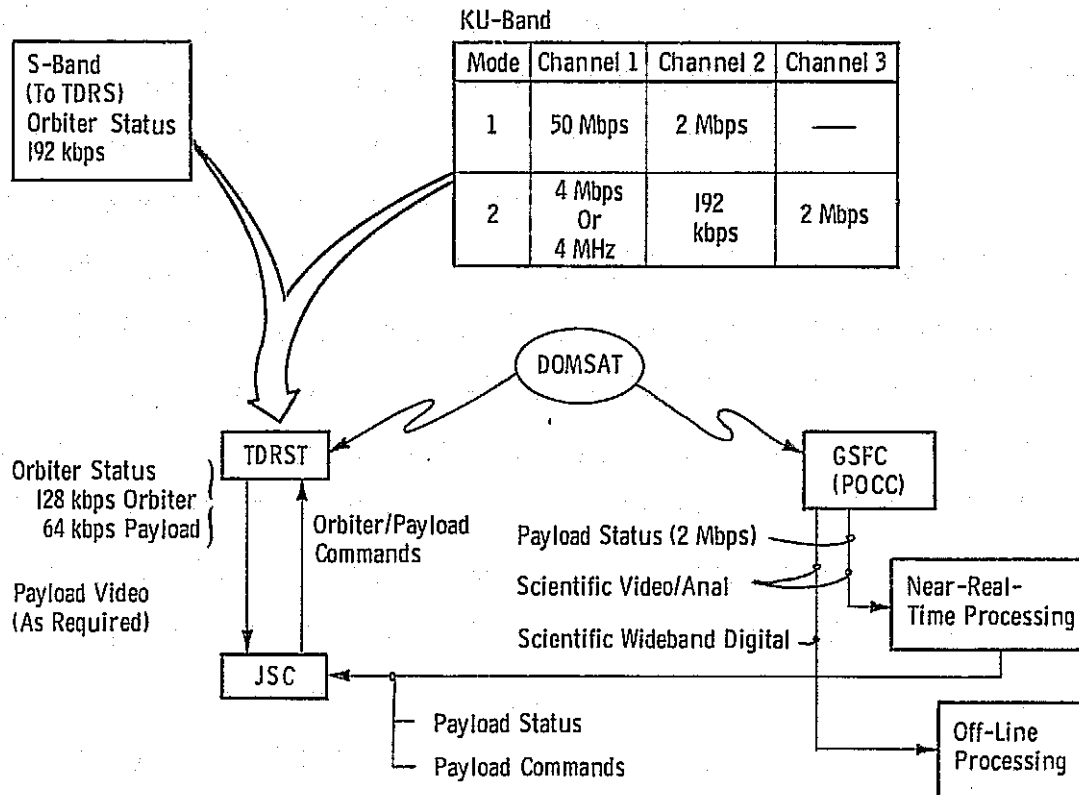 KU-Band
S-Band
(To TDRS)
Orbiter Status
192 kbps
Mode Channel 1 Channel 2 Channel 3
1 50 Mbps 2 Mbps —
2 4 Mbps Or 4 MHz 192 kbps 2 Mbps
DOMSAT
TDRST
GSFC
(POCC)
Orbiter Status
128 kbps Orbiter
64 kbps Payload
Orbiter/Payload
Commands
Payload Video
(As Required)
Payload Status (2 Mbps)
Scientific Video/Anal
Scientific Wideband Digital
Near-Real-
Time Processing
JSC
Payload Status
Payload Commands
Off-Line
Processing